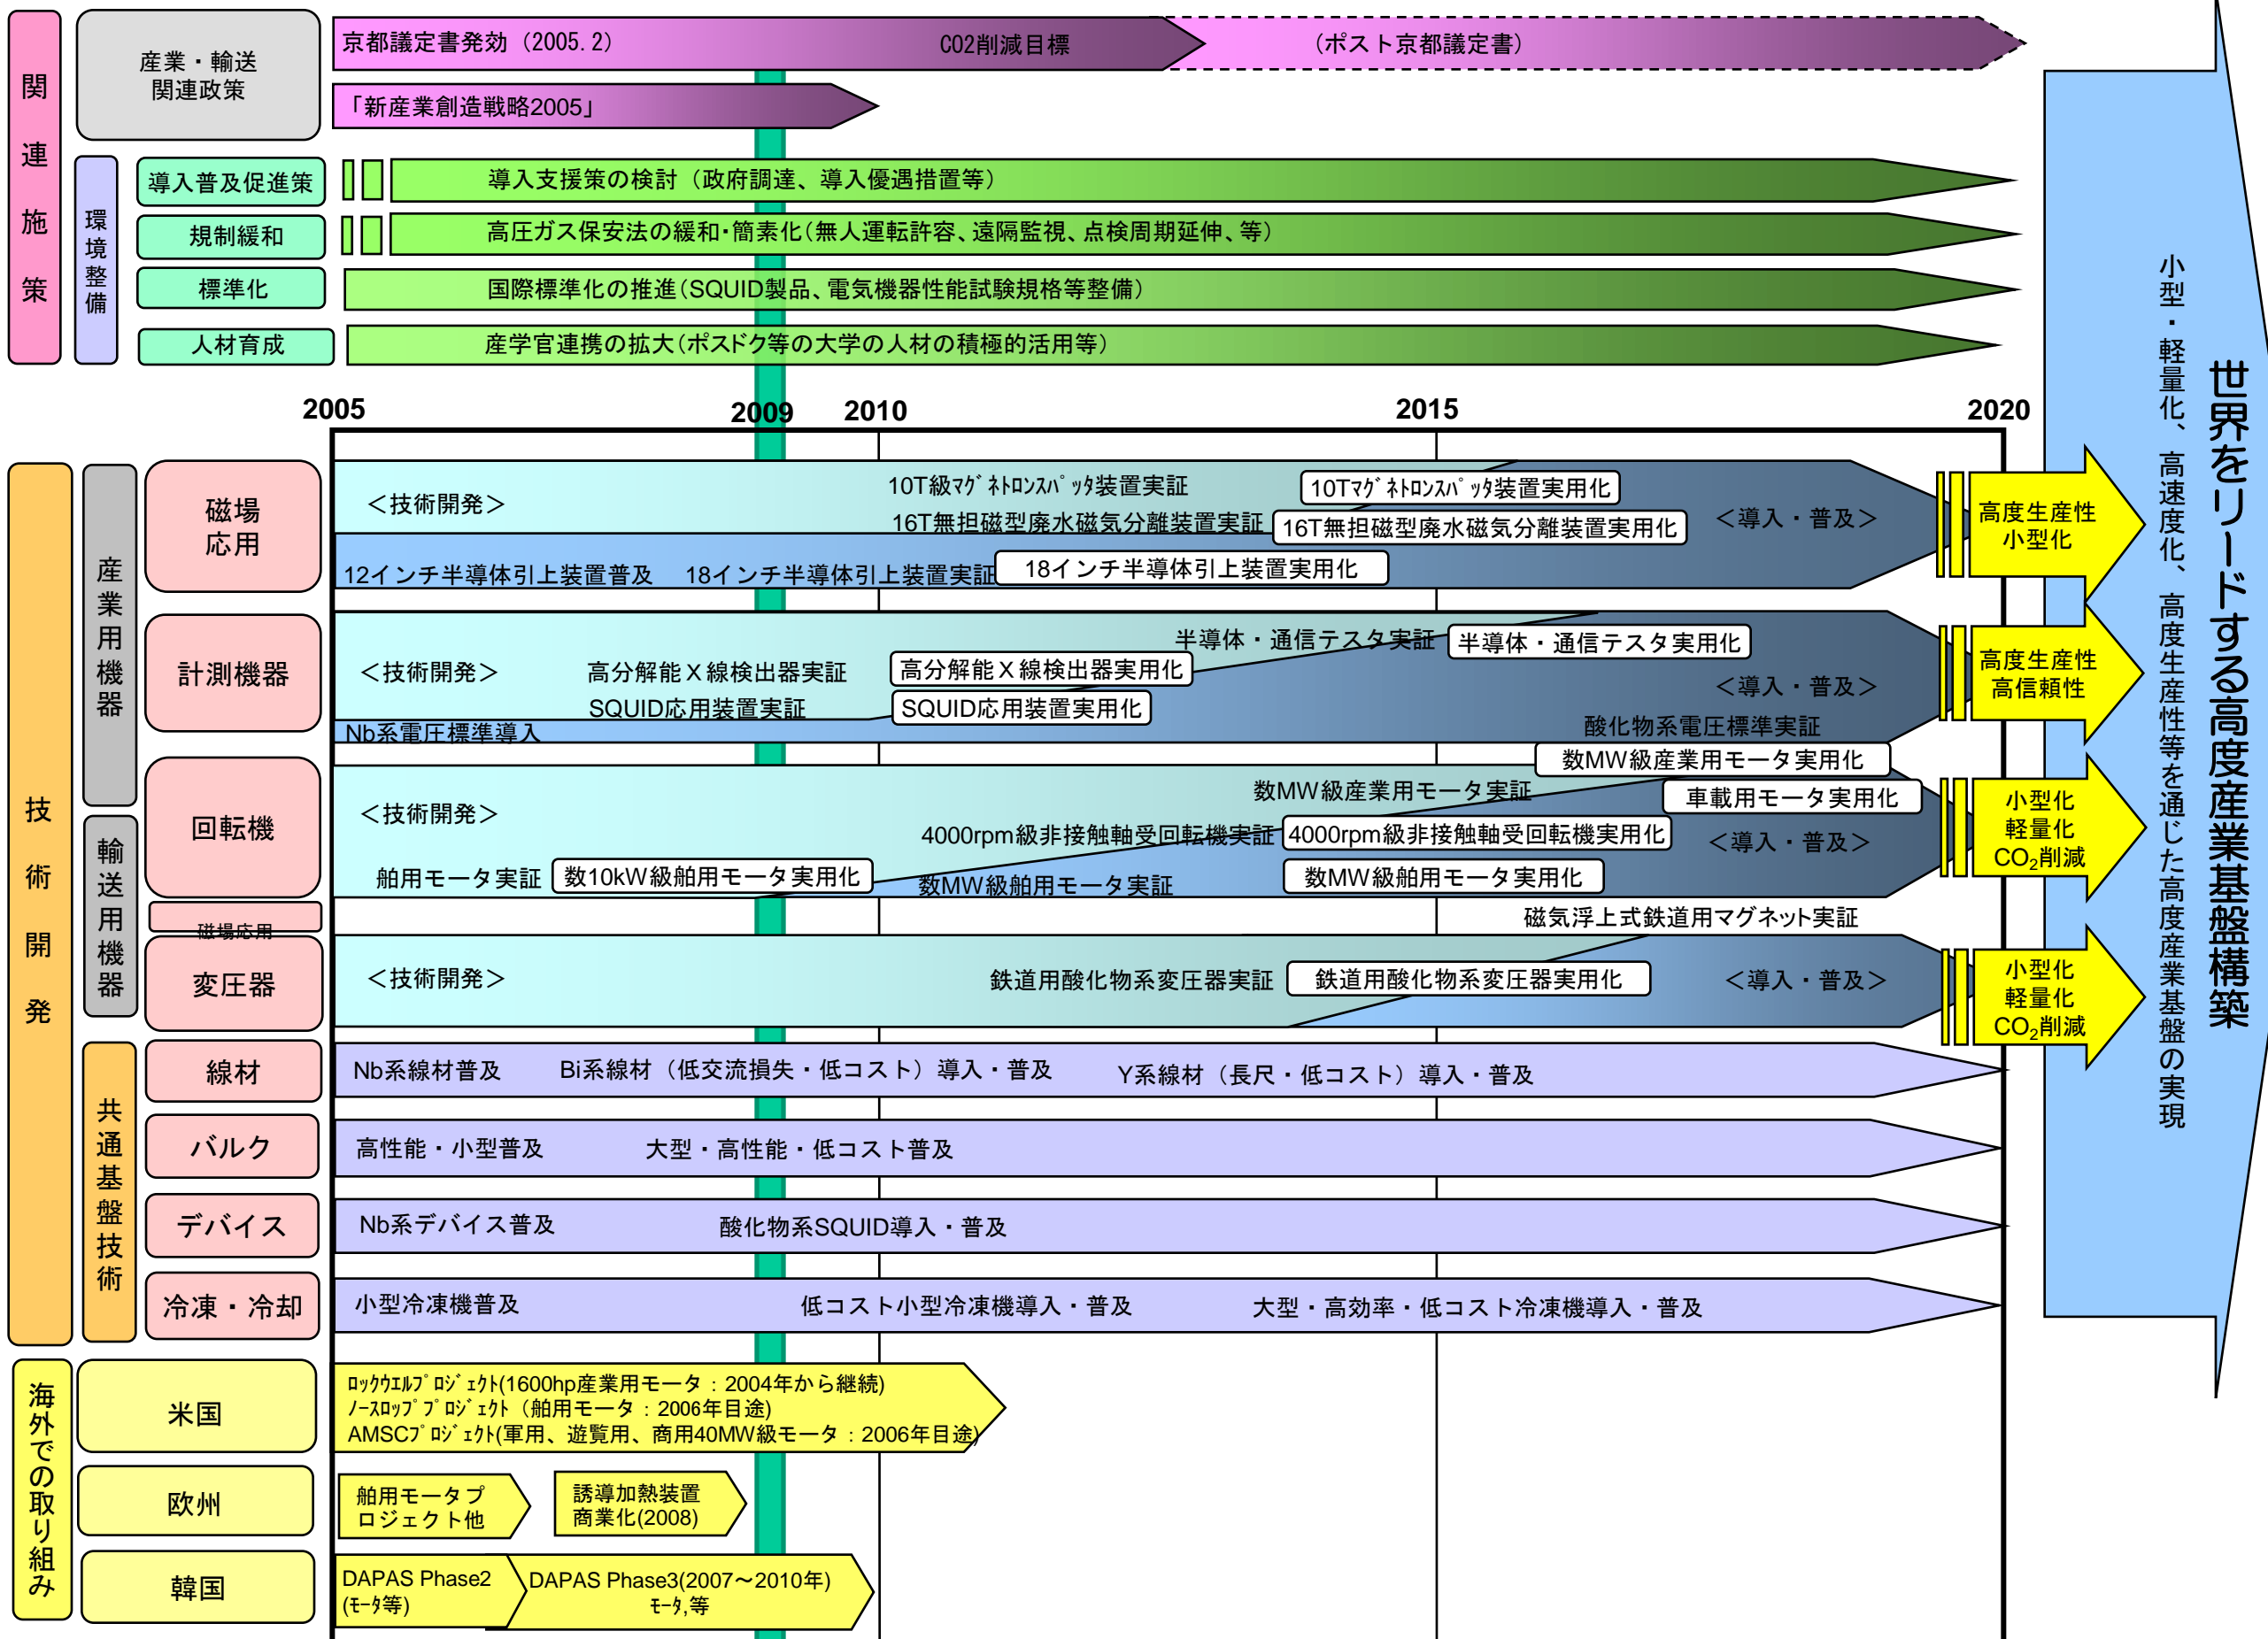 関連施策
産業・輸送
関連政策
京都議定書発効（2005.2）
CO2削減目標
（ポスト京都議定書）
「新産業創造戦略2005」
環境整備
導入普及促進策
導入支援策の検討（政府調達、導入優遇措置等）
規制緩和
高圧ガス保安法の緩和・簡素化（無人運転許容、遠隔監視、点検周期延伸、等）
標準化
国際標準化の推進（SQUID製品、電気機器性能試験規格等整備）
人材育成
産学官連携の拡大（ポスドク等の大学の人材の積極的活用等）
2005
2009
2010
2015
2020
技術開発
産業用機器
磁場
応用
＜技術開発＞
10T級ﾏｸﾞﾈﾄﾛﾝｽﾊﾟｯﾀ装置実証
10Tﾏｸﾞﾈﾄﾛﾝｽﾊﾟｯﾀ装置実用化
16T無担磁型廃水磁気分離装置実証
16T無担磁型廃水磁気分離装置実用化
＜導入・普及＞
12インチ半導体引上装置普及
18インチ半導体引上装置実証
18インチ半導体引上装置実用化
高度生産性
小型化
計測機器
＜技術開発＞
半導体・通信テスタ実証
半導体・通信テスタ実用化
高分解能X線検出器実証
高分解能X線検出器実用化
＜導入・普及＞
SQUID応用装置実証
SQUID応用装置実用化
Nb系電圧標準導入
酸化物系電圧標準実証
高度生産性
高信頼性
輸送用機器
回転機
＜技術開発＞
数MW級産業用モータ実証
数MW級産業用モータ実用化
車載用モータ実用化
4000rpm級非接触軸受回転機実証
4000rpm級非接触軸受回転機実用化
＜導入・普及＞
舶用モータ実証
数10kW級舶用モータ実用化
数MW級舶用モータ実証
数MW級舶用モータ実用化
小型化
軽量化
CO2削減
磁場応用
磁気浮上式鉄道用マグネット実証
変圧器
＜技術開発＞
鉄道用酸化物系変圧器実証
鉄道用酸化物系変圧器実用化
＜導入・普及＞
小型化
軽量化
CO2削減
共通基盤技術
線材
Nb系線材普及
Bi系線材（低交流損失・低コスト）導入・普及
Y系線材（長尺・低コスト）導入・普及
バルク
高性能・小型普及
大型・高性能・低コスト普及
デバイス
Nb系デバイス普及
酸化物系SQUID導入・普及
冷凍・冷却
小型冷凍機普及
低コスト小型冷凍機導入・普及
大型・高効率・低コスト冷凍機導入・普及
海外での取り組み
米国
ﾛｯｸｳｴﾙﾌﾟﾛｼﾞｪｸﾄ(1600hp産業用モータ：2004年から継続)
ﾉｰｽﾛｯﾌﾟﾌﾟﾛｼﾞｪｸﾄ（舶用モータ：2006年目途)
AMSCﾌﾟﾛｼﾞｪｸﾄ(軍用、遊覧用、商用40MW級モータ：2006年目途)
欧州
舶用モータプ
ロジェクト他
誘導加熱装置
商業化(2008)
韓国
DAPAS Phase2
(ﾓｰﾀ等)
DAPAS Phase3(2007～2010年)
ﾓｰﾀ,等
小型・軽量化、高速度化、高度生産性等を通じた高度産業基盤の実現
世界をリードする高度産業基盤構築